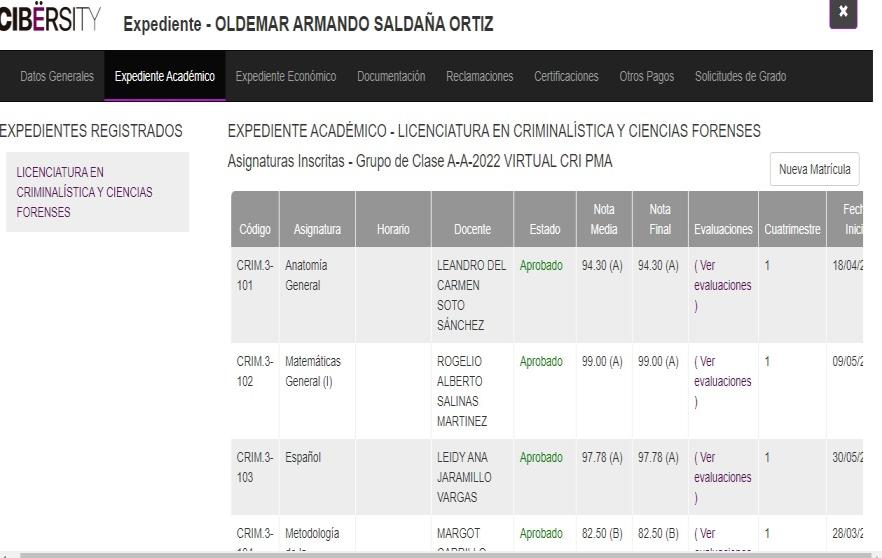 CIBËRSITY Expediente - OLDEMAR ARMANDO SALDAÑA ORTIZ
Datos Generales Expediente Académico Expediente Económico Documentación Reclamaciones Certificaciones Otros Pagos Solicitudes de Grado
EXPEDIENTES REGISTRADOS
LICENCIATURA EN
CRIMINALÍSTICA Y CIENCIAS
FORENSES
EXPEDIENTE ACADÉMICO - LICENCIATURA EN CRIMINALÍSTICA Y CIENCIAS FORENSES
Asignaturas Inscritas - Grupo de Clase A-A-2022 VIRTUAL CRI PMA
Nueva Matrícula
Código Asignatura Horario Docente Estado Nota Media Nota Final Evaluaciones Cuatrimestre Fech Inici
CRIM.3- Anatomía LEANDRO DEL Aprobado 94.30 (A) 94.30 (A) ( Ver 1 18/04/2
101 General CARMEN evaluaciones
SOTO )
SÁNCHEZ
CRIM.3- Matemáticas ROGELIO Aprobado 99.00 (A) 99.00 (A) ( Ver 1 09/05/2
102 General (I) ALBERTO evaluaciones
SALINAS )
MARTINEZ
CRIM.3- Español LEIDY ANA Aprobado 97.78 (A) 97.78 (A) ( Ver 1 30/05/2
103 JARAMILLO evaluaciones
VARGAS )
CRIM.3- Metodología MARGOT Aprobado 82.50 (B) 82.50 (B) ( Ver 1 28/03/2